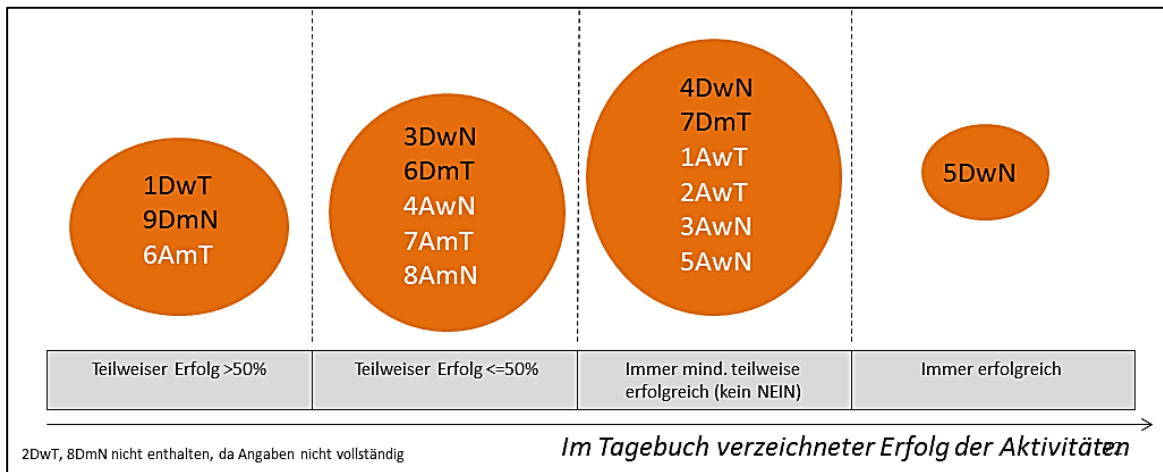 1DwT
9DmN
6AmT
3DwN
6DmT
4AwN
7AmT
8AmN
4DwN
7DmT
1AwT
2AwT
3AwN
5AwN
5DwN
Teilweiser Erfolg >50%
Teilweiser Erfolg <=50%
Immer mind. teilweise
erfolgreich (kein NEIN)
Immer erfolgreich
Im Tagebuch verzeichneter Erfolg der Aktivitäten
2DwT, 8DmN nicht enthalten, da Angaben nicht vollständig